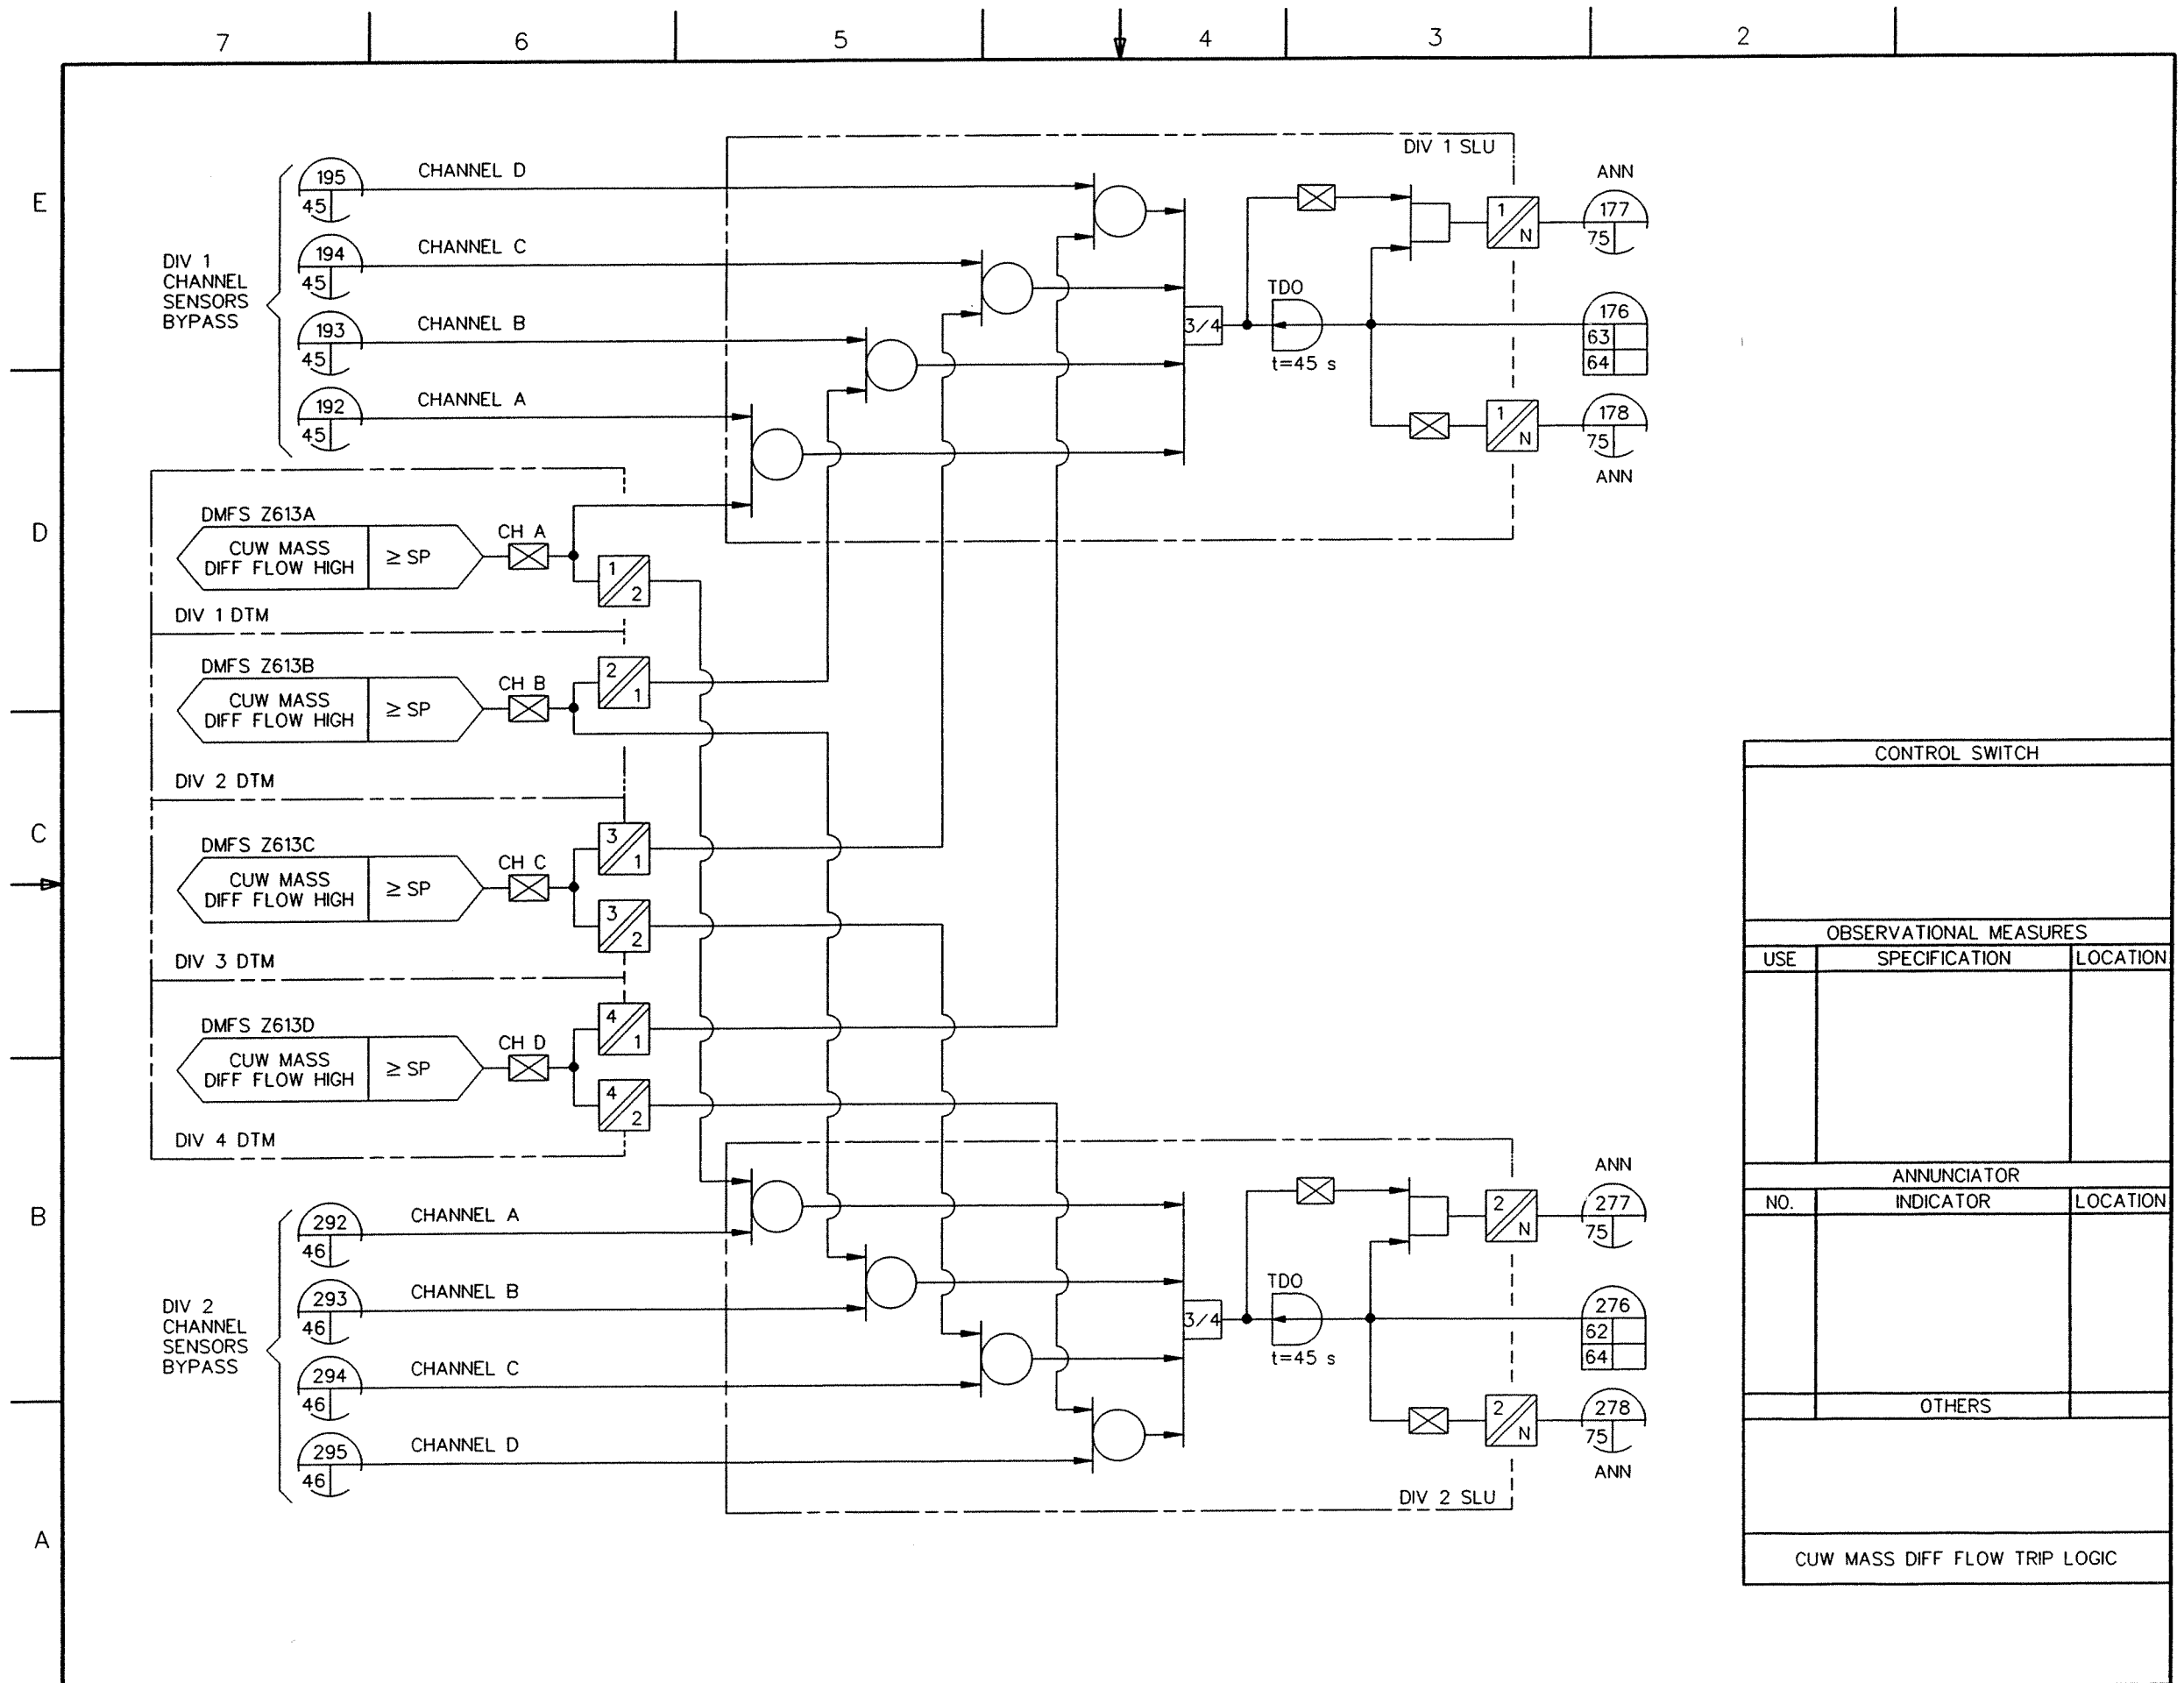 7 6 5 4 3 2
E
D
C
B
A
DIV 1
CHANNEL
SENSORS
BYPASS
195
45
CHANNEL D
194
45
CHANNEL C
193
45
CHANNEL B
192
45
CHANNEL A
DIV 1 SLU
3/4
TDO
t=45 s
1
N
ANN
177
75
176
63
64
1
N
178
75
ANN
DMFS Z613A
CUW MASS
DIFF FLOW HIGH
≥ SP
CH A
1
2
DIV 1 DTM
DMFS Z613B
CUW MASS
DIFF FLOW HIGH
≥ SP
CH B
2
1
DIV 2 DTM
DMFS Z613C
CUW MASS
DIFF FLOW HIGH
≥ SP
CH C
3
1
3
2
DIV 3 DTM
DMFS Z613D
CUW MASS
DIFF FLOW HIGH
≥ SP
CH D
4
1
4
2
DIV 4 DTM
DIV 2
CHANNEL
SENSORS
BYPASS
292
46
CHANNEL A
293
46
CHANNEL B
294
46
CHANNEL C
295
46
CHANNEL D
3/4
TDO
t=45 s
2
N
ANN
277
75
276
62
64
2
N
278
75
ANN
DIV 2 SLU
CONTROL SWITCH
OBSERVATIONAL MEASURES
USE SPECIFICATION LOCATION
ANNUNCIATOR
NO. INDICATOR LOCATION
OTHERS
CUW MASS DIFF FLOW TRIP LOGIC